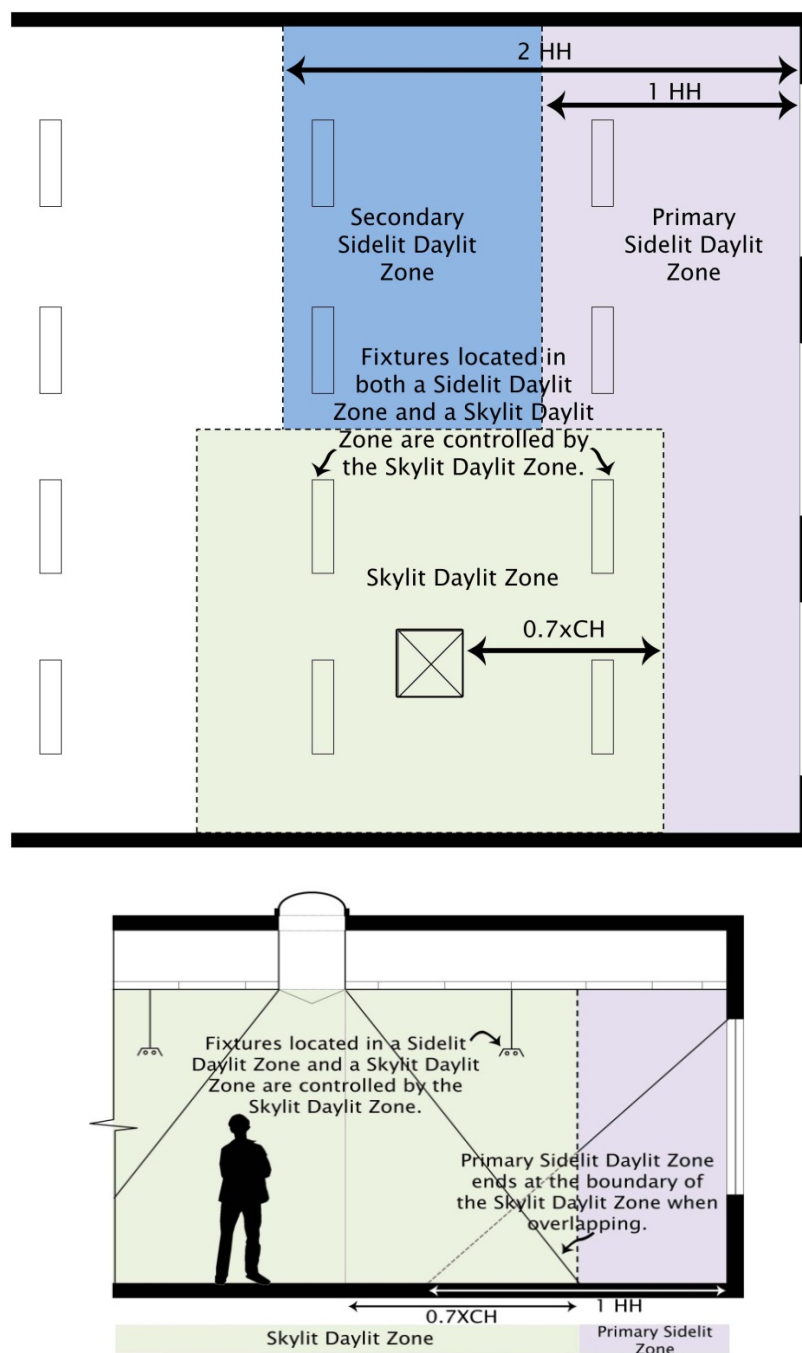 2 HH
1 HH
Secondary
Sidelit Daylit
Zone
Primary
Sidelit Daylit
Zone
Fixtures located in
both a Sidelit Daylit
Zone and a Skylit Daylit
Zone are controlled by
the Skylit Daylit Zone.
Skylit Daylit Zone
0.7xCH
Fixtures located in a Sidelit
Daylit Zone and a Skylit Daylit
Zone are controlled by the
Skylit Daylit Zone.
Primary Sidelit Daylit Zone
ends at the boundary of
the Skylit Daylit Zone when
overlapping.
1 HH
0.7XCH
Skylit Daylit Zone
Primary Sidelit
Zone